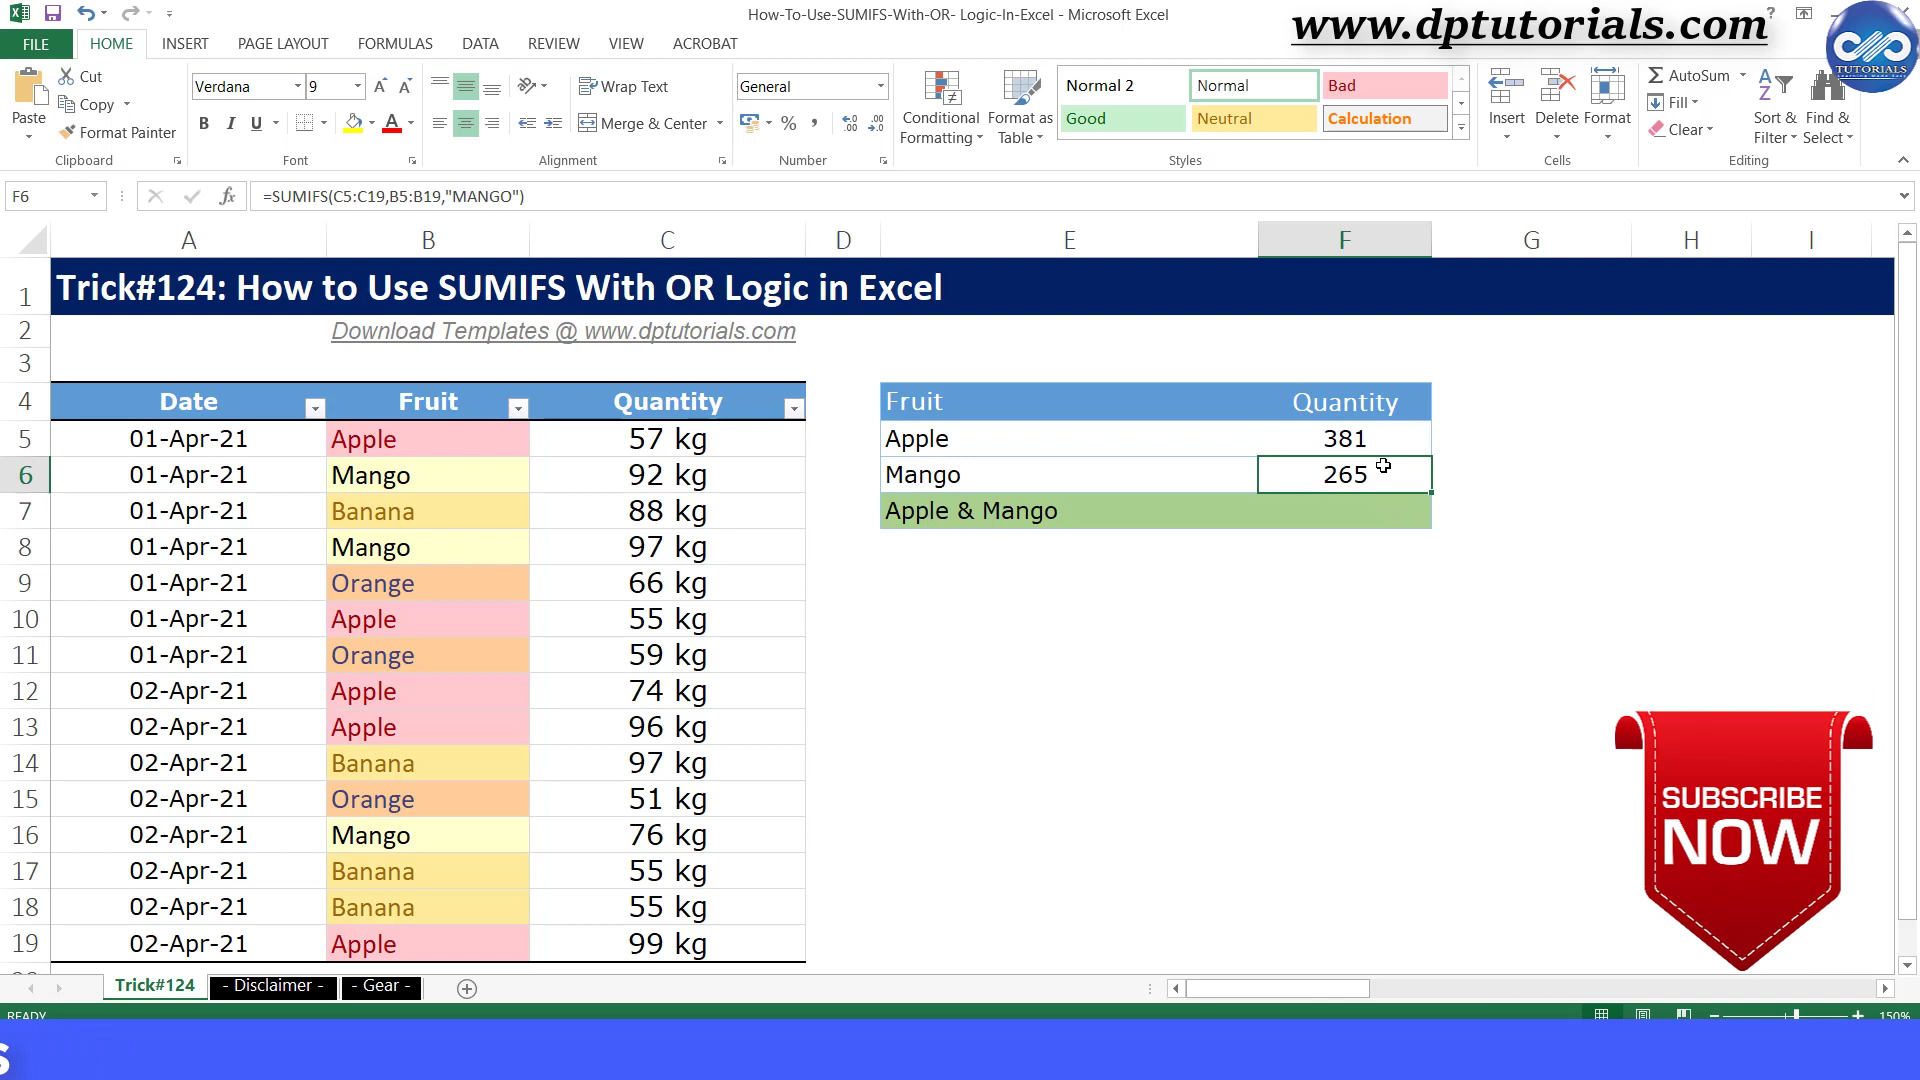 How-To-Use-SUMIFS-With-OR- Logic-In-Excel - Microsoft Excel
www.dptutorials.com
TUTORIALS
FILE HOME INSERT PAGE LAYOUT FORMULAS DATA REVIEW VIEW ACROBAT
Paste Cut Copy Format Painter
Verdana 9
B I U A
Wrap Text
Merge & Center
General
% ,
Conditional Formatting
Format as Table
Normal 2 Normal Bad
Good Neutral Calculation
Insert Delete Format
AutoSum
Fill
Clear
Sort & Filter
Find & Select
Clipboard Font Alignment Number Styles Cells Editing
F6 fx =SUMIFS(C5:C19,B5:B19,"MANGO")
A B C D E F G H I
1 Trick#124: How to Use SUMIFS With OR Logic in Excel
2 Download Templates @ www.dptutorials.com
3
4 Date Fruit Quantity Fruit Quantity
5 01-Apr-21 Apple 57 kg Apple 381
6 01-Apr-21 Mango 92 kg Mango 265
7 01-Apr-21 Banana 88 kg Apple & Mango
8 01-Apr-21 Mango 97 kg
9 01-Apr-21 Orange 66 kg
10 01-Apr-21 Apple 55 kg
11 01-Apr-21 Orange 59 kg
12 02-Apr-21 Apple 74 kg
13 02-Apr-21 Apple 96 kg
14 02-Apr-21 Banana 97 kg
15 02-Apr-21 Orange 51 kg
16 02-Apr-21 Mango 76 kg
17 02-Apr-21 Banana 55 kg
18 02-Apr-21 Banana 55 kg
19 02-Apr-21 Apple 99 kg
SUBSCRIBE
NOW
Trick#124 - Disclaimer - - Gear -
READY 150%
s